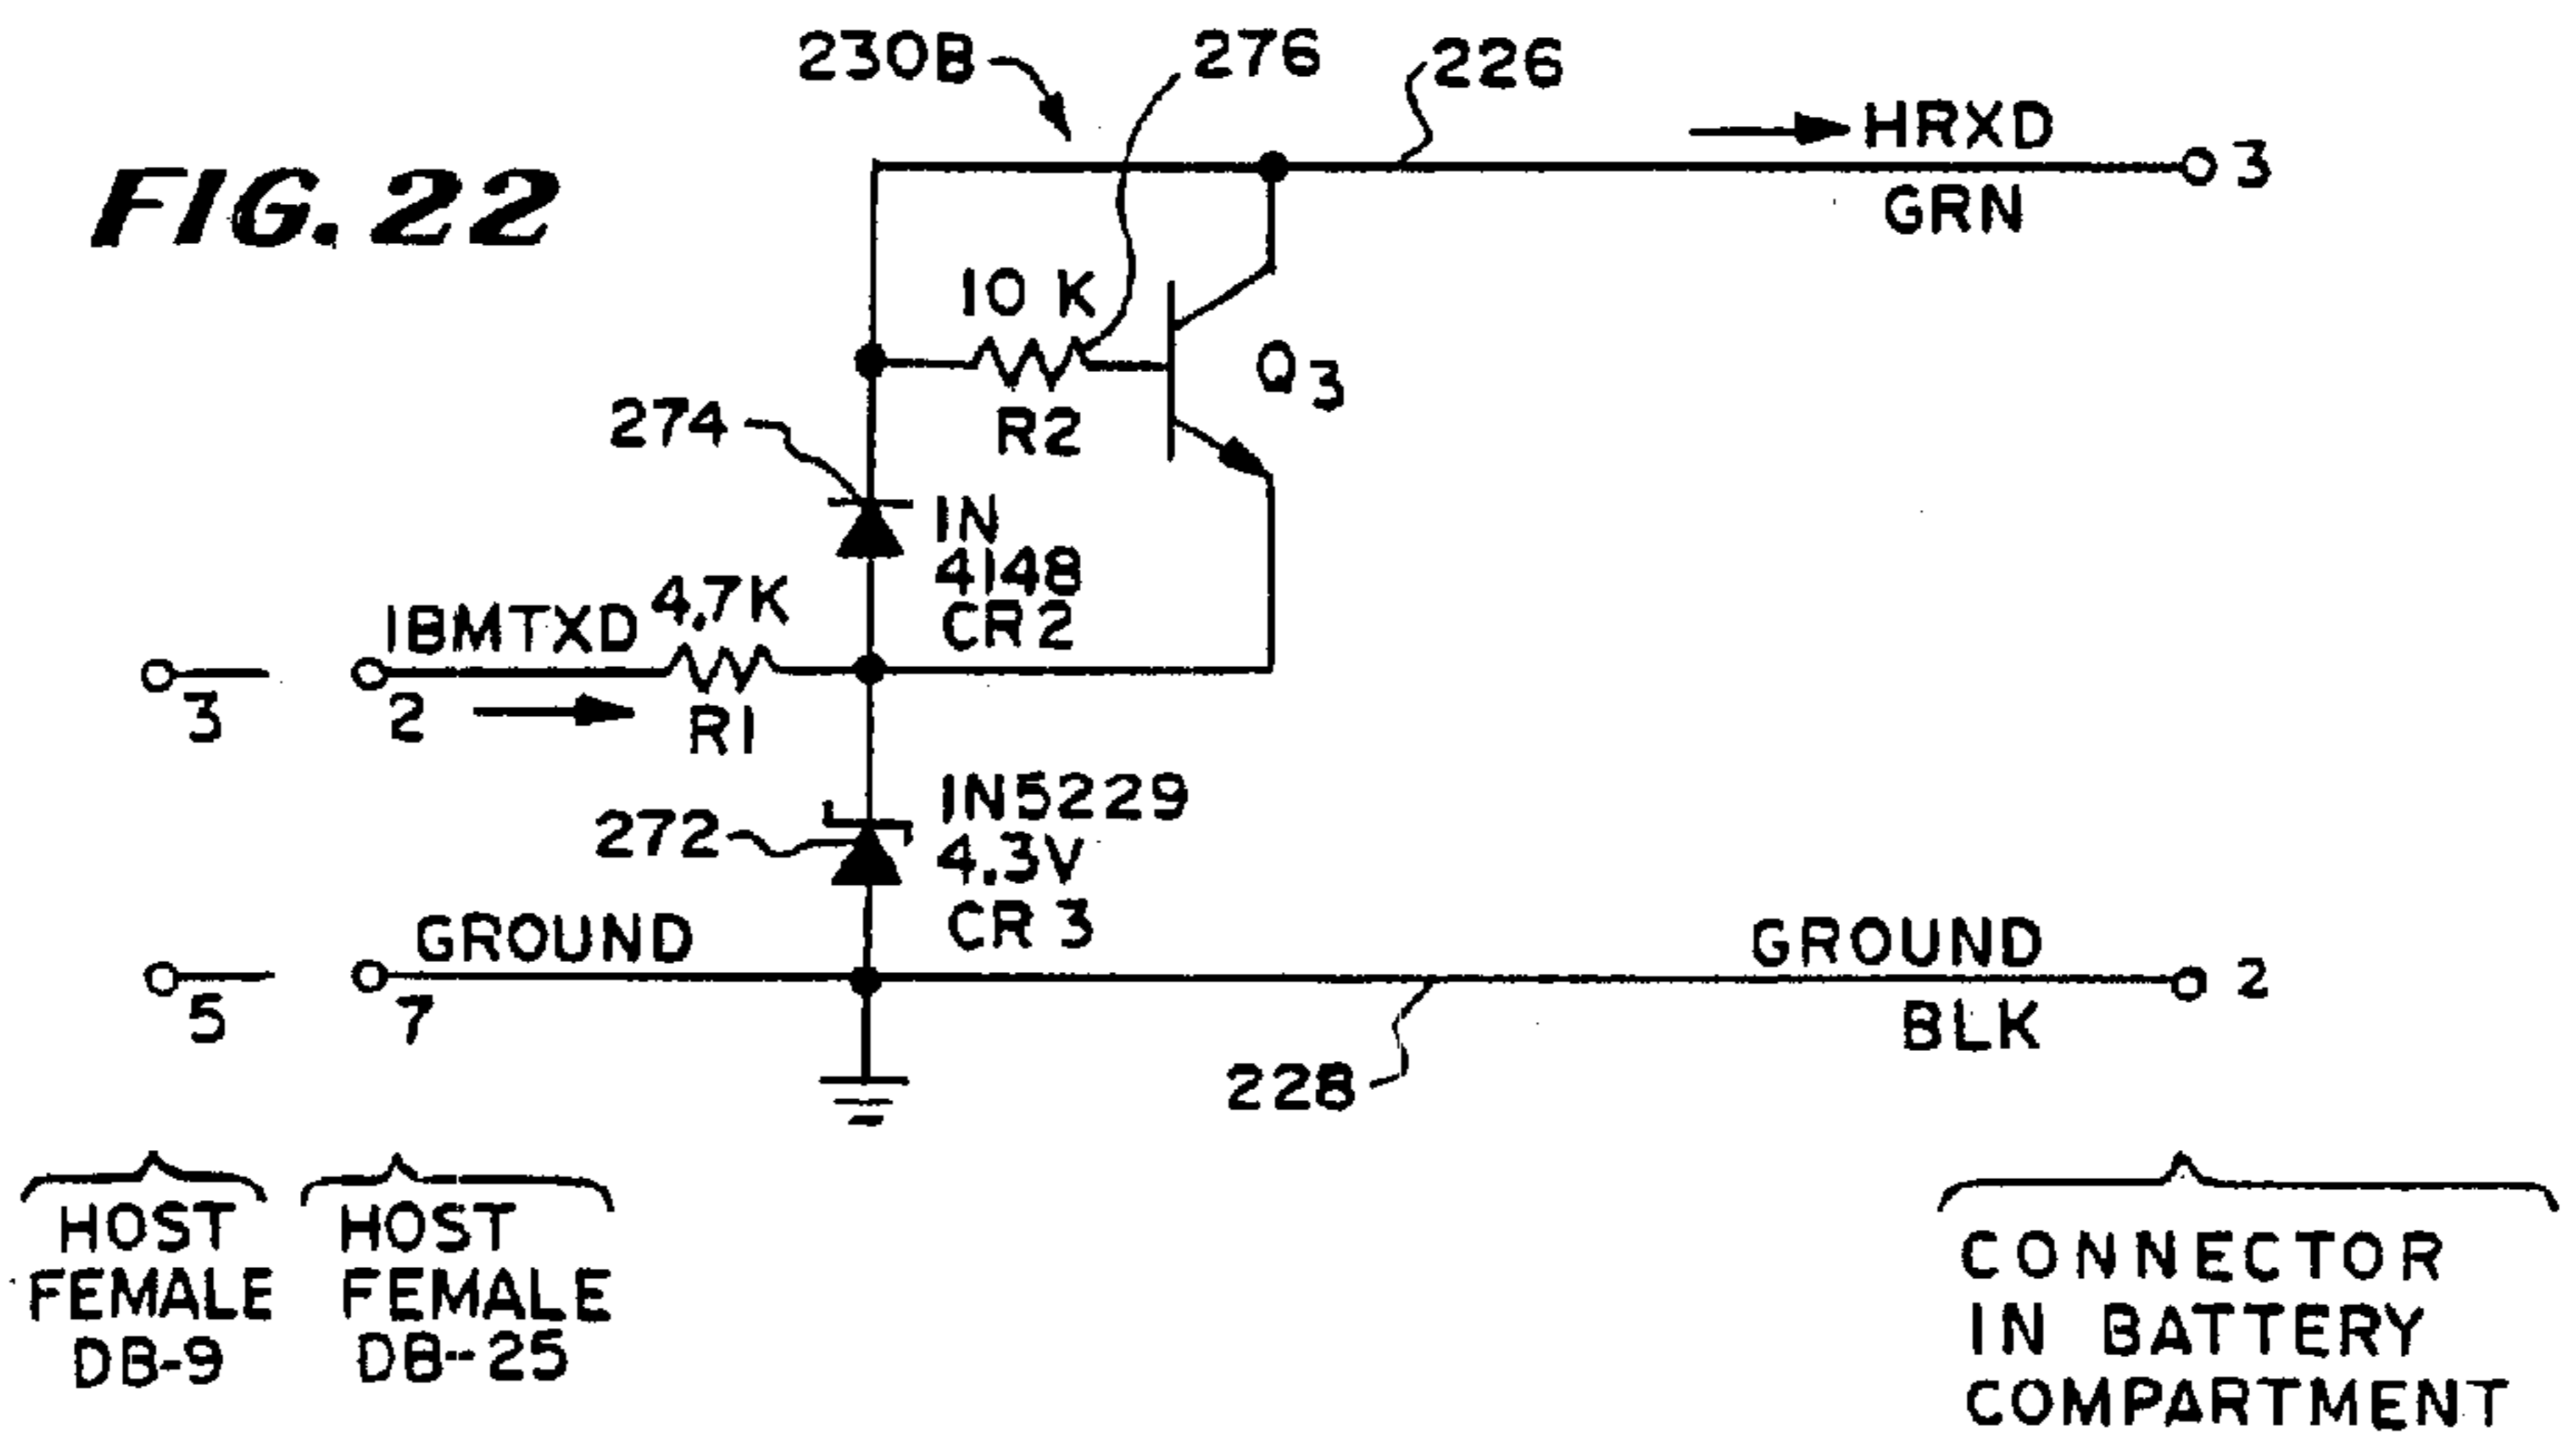 FIG. 22
230B
276
226
HRXD
3
GRN
10 K
R2
Q3
274
IN
4148
CR2
IBMTXD
4.7K
3
2
R1
272
IN5229
4.3V
CR 3
GROUND
5
7
GROUND
2
BLK
228
HOST
FEMALE
DB-9
HOST
FEMALE
DB-25
CONNECTOR
IN BATTERY
COMPARTMENT